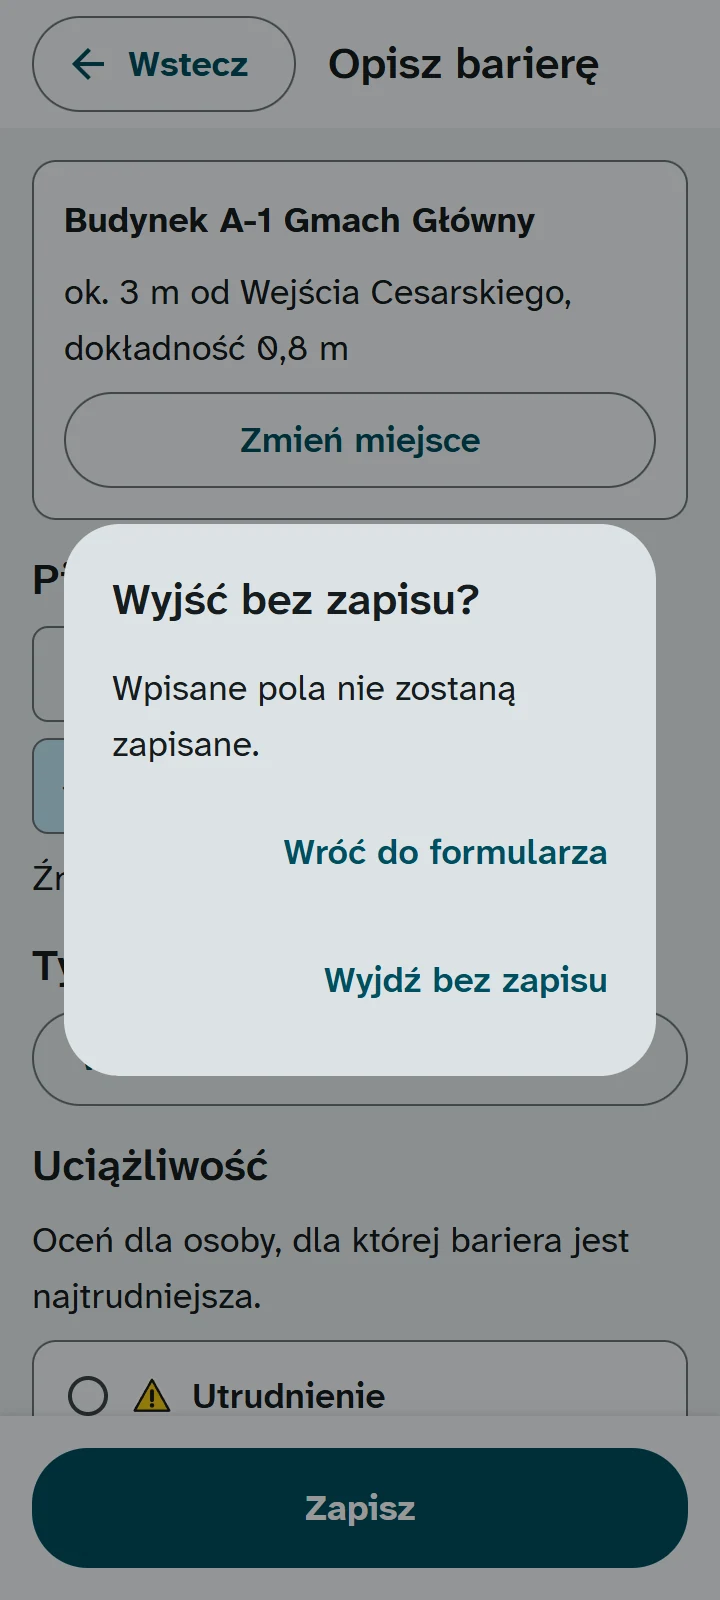 Wstecz
Opisz barierę
Budynek A-1 Gmach Główny
ok. 3 m od Wejścia Cesarskiego,
dokładność 0,8 m
Zmień miejsce
Wyjść bez zapisu?
Wpisane pola nie zostaną
zapisane.
Wróć do formularza
Wyjdź bez zapisu
Uciążliwość
Oceń dla osoby, dla której bariera jest
najtrudniejsza.
Utrudnienie
Zapisz